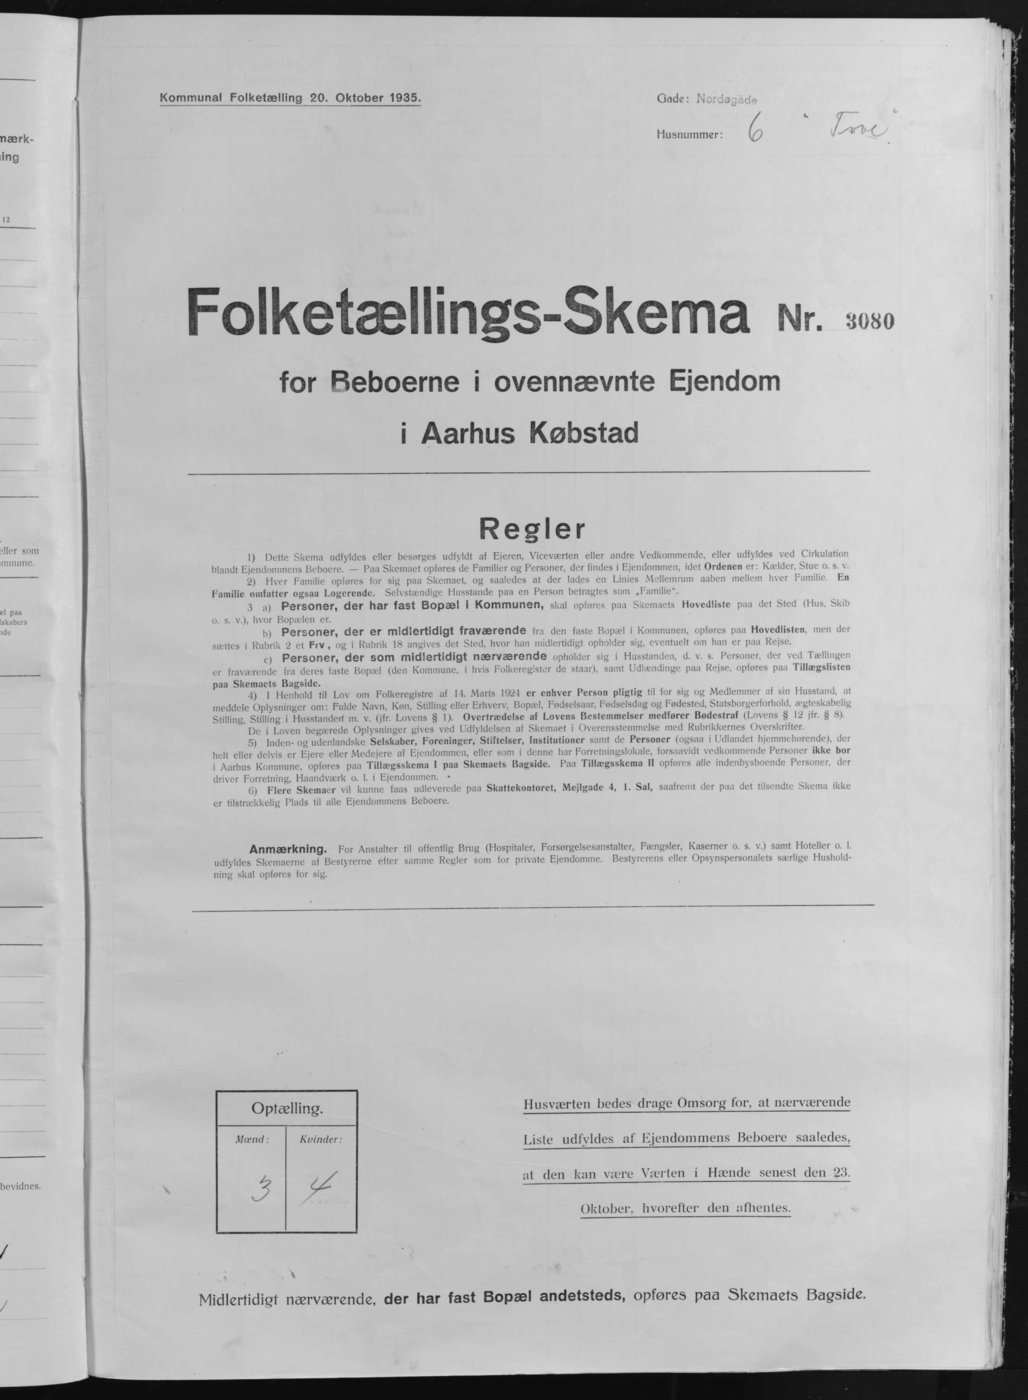 Kommunal Folketælling 20. Oktober 1935.
Gade: Nordøgade
Husnummer: 6 "Tove"
Folketællings-Skema Nr. 3080
for Beboerne i ovennævnte Ejendom
i Aarhus Købstad
Regler
1) Dette Skema udfyldes eller besørges udfyldt af Ejeren, Viceværten eller andre Vedkommende, eller udfyldes ved Cirkulation
blandt Ejendommens Beboere. — Paa Skemaet opføres de Familier og Personer, der findes i Ejendommen, idet Ordenen er: Kælder, Stue o. s. v.
2) Hver Familie opføres for sig paa Skemaet, og saaledes at der lades en Linies Mellemrum aaben mellem hver Familie. En
Familie omfatter ogsaa Logerende. Selvstændige Husstande paa en Person betragtes som „Familie“.
3 a) Personer, der har fast Bopæl i Kommunen, skal opføres paa Skemaets Hovedliste paa det Sted (Hus, Skib
o. s. v.), hvor Bopælen er.
b) Personer, der er midlertidigt fraværende fra den faste Bopæl i Kommunen, opføres paa Hovedlisten, men der
sættes i Rubrik 2 et Frv., og i Rubrik 18 angives det Sted, hvor han midlertidigt opholder sig, eventuelt om han er paa Rejse.
c) Personer, der som midlertidigt nærværende opholder sig i Husstanden, d. v. s. Personer, der ved Tællingen
er fraværende fra deres faste Bopæl (den Kommune, i hvis Folkeregister de staar), samt Udlændinge paa Rejse, opføres paa Tillægslisten
paa Skemaets Bagside.
4) I Henhold til Lov om Folkeregistre af 14. Marts 1924 er enhver Person pligtig til for sig og Medlemmer af sin Husstand, at
meddele Oplysninger om: Fulde Navn, Køn, Stilling eller Erhverv, Bopæl, Fødselsaar, Fødselsdag og Fødested, Statsborgerforhold, ægteskabelig
Stilling, Stilling i Husstanden m. v. (jfr. Lovens § 1). Overtrædelse af Lovens Bestemmelser medfører Bødestraf (Lovens § 12 jfr. § 8).
De i Loven begærede Oplysninger gives ved Udfyldelsen af Skemaet i Overensstemmelse med Rubrikkernes Overskrifter.
5) Inden- og udenlandske Selskaber, Foreninger, Stiftelser, Institutioner samt de Personer (ogsaa i Udlandet hjemmehørende), der
helt eller delvis er Ejere eller Medejere af Ejendommen, eller som i denne har Forretningslokale, forsaavidt vedkommende Personer ikke bor
i Aarhus Kommune, opføres paa Tillægsskema I paa Skemaets Bagside. Paa Tillægsskema II opføres alle indenbysboende Personer, der
driver Forretning, Haandværk o. l. i Ejendommen.
6) Flere Skemaer vil kunne faas udleverede paa Skattekontoret, Mejlgade 4, 1. Sal, saafremt der paa det tilsendte Skema ikke
er tilstrækkelig Plads til alle Ejendommens Beboere.
Anmærkning. For Anstalter til offentlig Brug (Hospitaler, Forsørgelsesanstalter, Fængsler, Kaserner o. s. v.) samt Hoteller o. l.
udfyldes Skemaerne af Bestyrerne efter samme Regler som for private Ejendomme. Bestyrerens eller Opsynspersonalets særlige Hushold-
ning skal opføres for sig.
Optælling.
Mænd: Kvinder:
3 4
Husværten bedes drage Omsorg for, at nærværende
Liste udfyldes af Ejendommens Beboere saaledes,
at den kan være Værten i Hænde senest den 23.
Oktober, hvorefter den afhentes.
Midlertidigt nærværende, der har fast Bopæl andetsteds, opføres paa Skemaets Bagside.